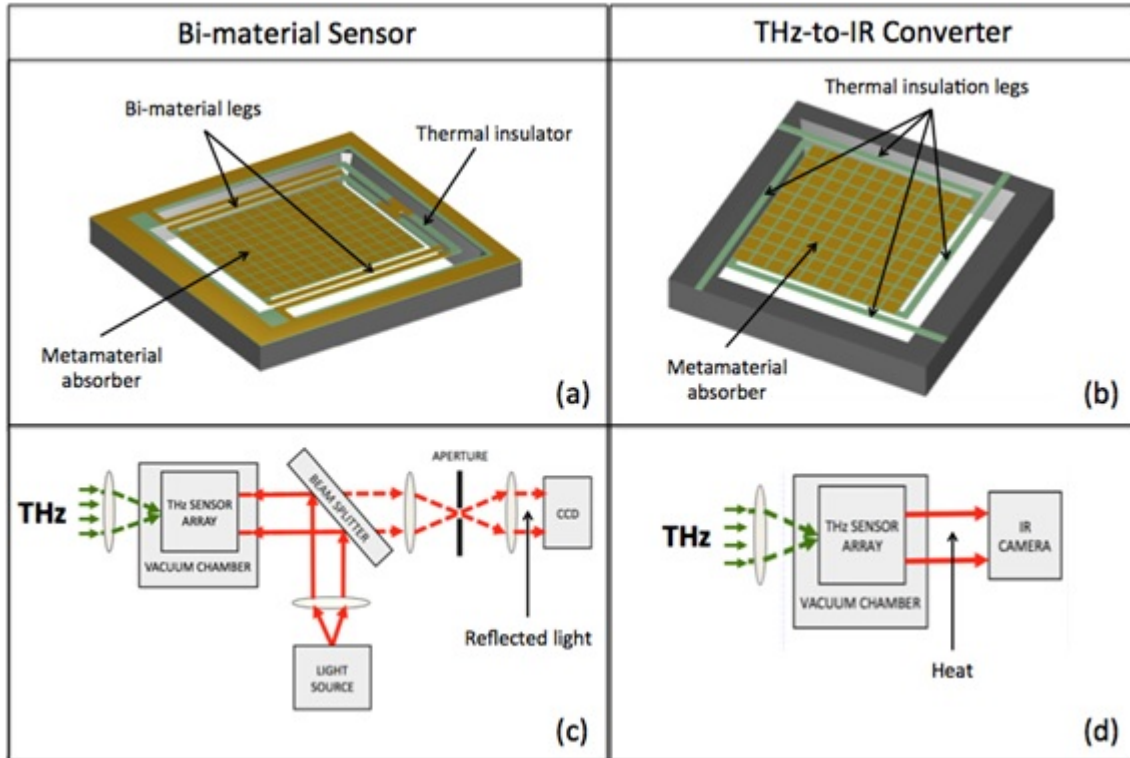 Bi-material Sensor
THz-to-IR Converter
Bi-material legs
Thermal insulator
Metamaterial
absorber
(a)
Thermal insulation legs
Metamaterial
absorber
(b)
THz
THz SENSOR
ARRAY
VACUUM CHAMBER
BEAM SPLITTER
APERTURE
CCD
Reflected light
LIGHT
SOURCE
(c)
THz
THz SENSOR
ARRAY
VACUUM CHAMBER
IR
CAMERA
Heat
(d)